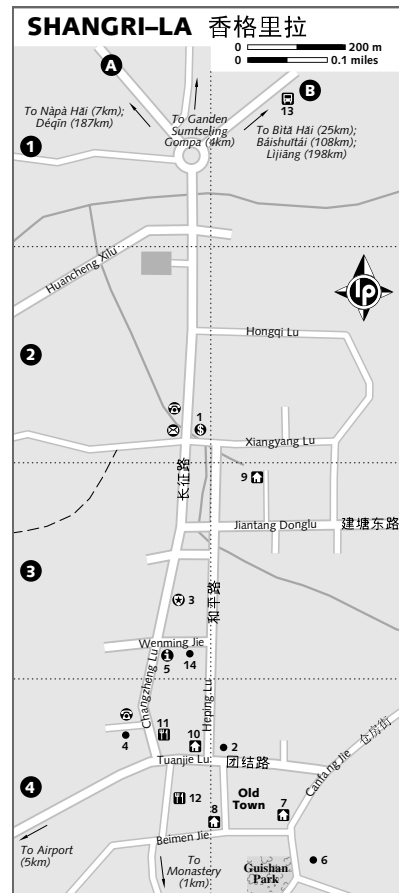 SHANGRI–LA 香格里拉
0 200 m
0 0.1 miles
A
B
13
To Nàpà Hǎi (7km);
Déqīn (187km)
To Ganden
Sumtseling
Gompa (4km)
To Bìtǎ Hǎi (25km);
Báishuǐtái (108km);
Lìjiāng (198km)
1
Huancheng Xilu
lp
2
Hongqi Lu
1
$
Xiangyang Lu
长征路
9
Jiantang Donglu
建塘东路
3
3
和平路
Wenming Jie
5
14
Changzheng Lu
Heping Lu
4
11
10
2
Tuanjie Lu
团结路
Canfang Jie
仓房街
4
Old
Town
12
8
7
Beimen Jie
To Airport
(5km)
To
Monastery
(1km)
Guishan
Park
6